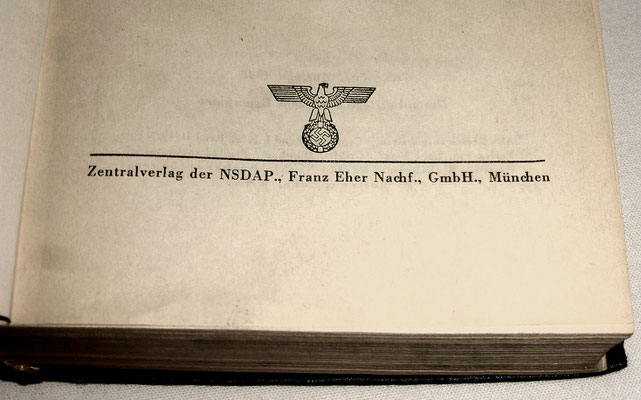 Zentralverlag der NSDAP., Franz Eher Nachf., GmbH., München